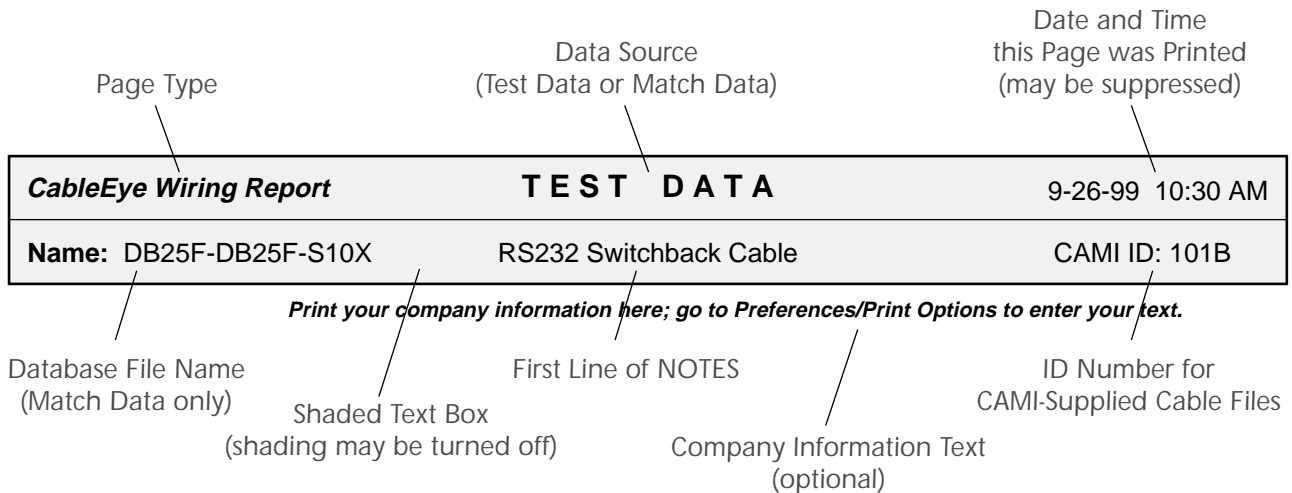 Date and Time
this Page was Printed
(may be suppressed)
Data Source
(Test Data or Match Data)
Page Type
CableEye Wiring Report
TEST DATA
9-26-99 10:30 AM
Name: DB25F-DB25F-S10X
RS232 Switchback Cable
CAMI ID: 101B
Print your company information here; go to Preferences/Print Options to enter your text.
Database File Name
(Match Data only)
Shaded Text Box
(shading may be turned off)
First Line of NOTES
Company Information Text
(optional)
ID Number for
CAMI-Supplied Cable Files